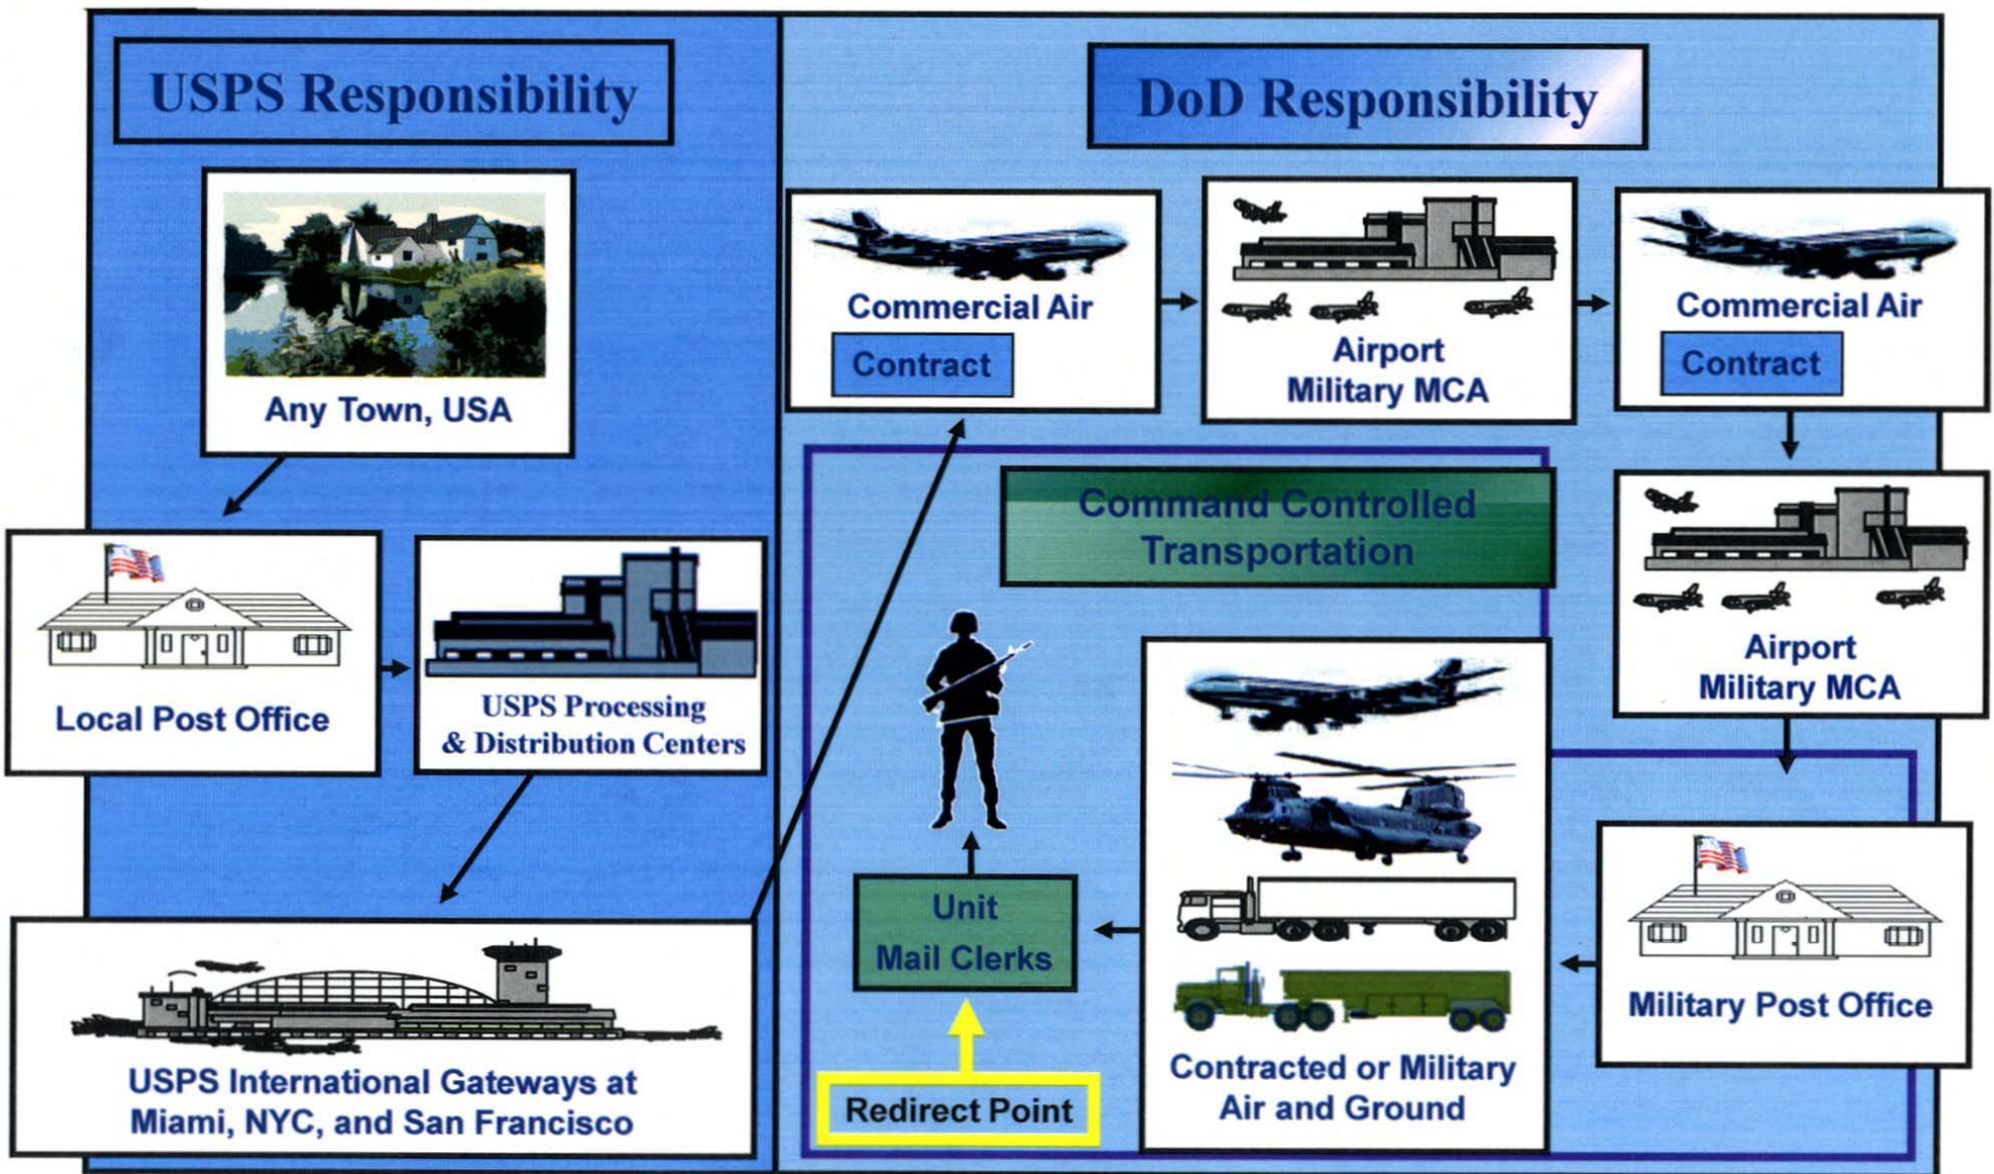 USPS Responsibility
Any Town, USA
Local Post Office
USPS Processing
& Distribution Centers
USPS International Gateways at
Miami, NYC, and San Francisco
DoD Responsibility
Commercial Air
Contract
Airport
Military MCA
Commercial Air
Contract
Airport
Military MCA
Military Post Office
Command Controlled
Transportation
Contracted or Military
Air and Ground
Unit
Mail Clerks
Redirect Point